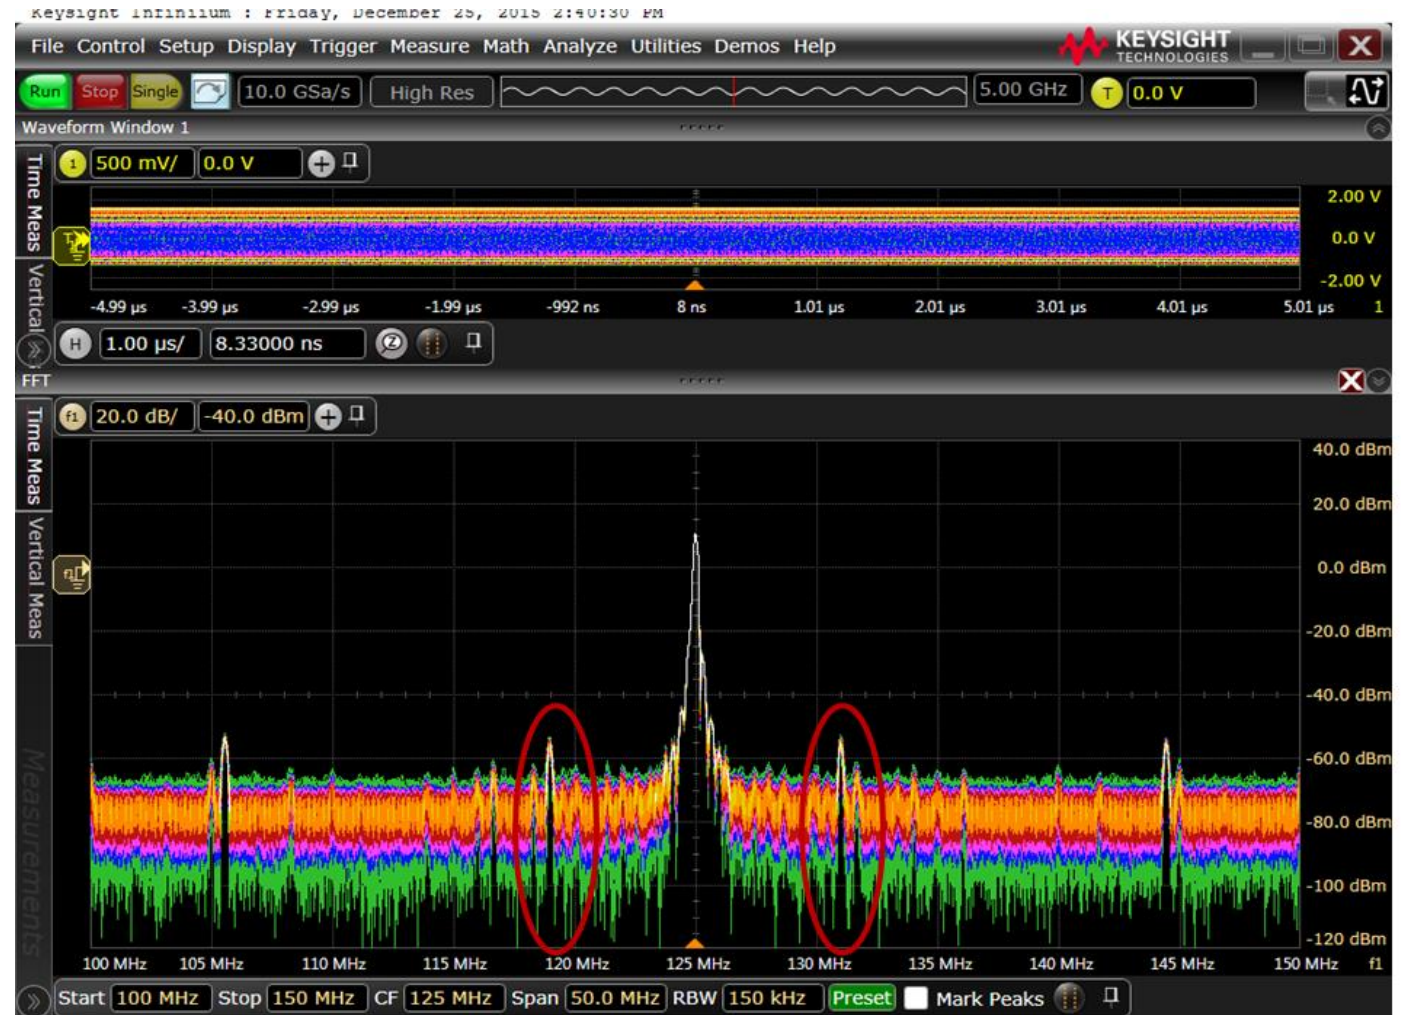 Keysight Infiniium : Friday, December 25, 2015 2:40:30 PM
File Control Setup Display Trigger Measure Math Analyze Utilities Demos Help KEYSIGHT TECHNOLOGIES
Run Stop Single 10.0 GSa/s High Res 5.00 GHz T 0.0 V
Waveform Window 1
Time Meas
Vertical
1 500 mV/ 0.0 V
2.00 V
0.0 V
-2.00 V
T
-4.99 µs -3.99 µs -2.99 µs -1.99 µs -992 ns 8 ns 1.01 µs 2.01 µs 3.01 µs 4.01 µs 5.01 µs 1
H 1.00 µs/ 8.33000 ns Z
FFT
Time Meas
Vertical Meas
Measurements
f1 20.0 dB/ -40.0 dBm
40.0 dBm
20.0 dBm
0.0 dBm
f1
-20.0 dBm
-40.0 dBm
-60.0 dBm
-80.0 dBm
-100 dBm
-120 dBm
100 MHz 105 MHz 110 MHz 115 MHz 120 MHz 125 MHz 130 MHz 135 MHz 140 MHz 145 MHz 150 MHz f1
Start 100 MHz Stop 150 MHz CF 125 MHz Span 50.0 MHz RBW 150 kHz Preset Mark Peaks